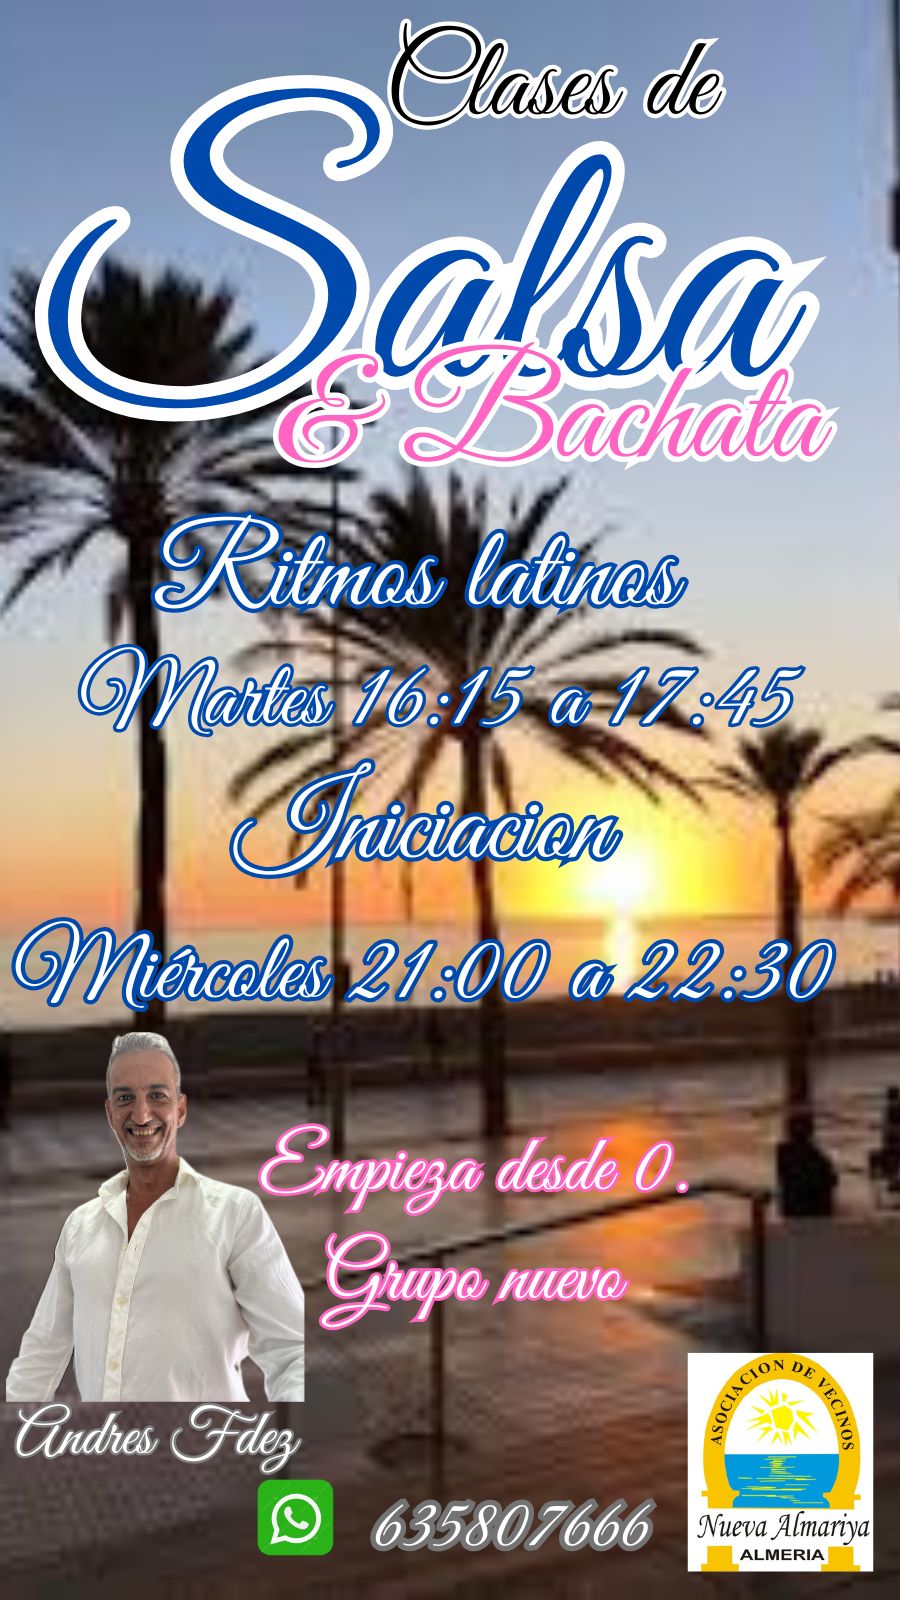 Clases de
Salsa
& Bachata
Ritmos latinos
Martes 16:15 a 17:45
Iniciacion
Miércoles 21:00 a 22:30
Empieza desde 0.
Grupo nuevo
Andres Fdez
635807666
ASOCIACION DE VECINOS
Nueva Almariya
ALMERIA